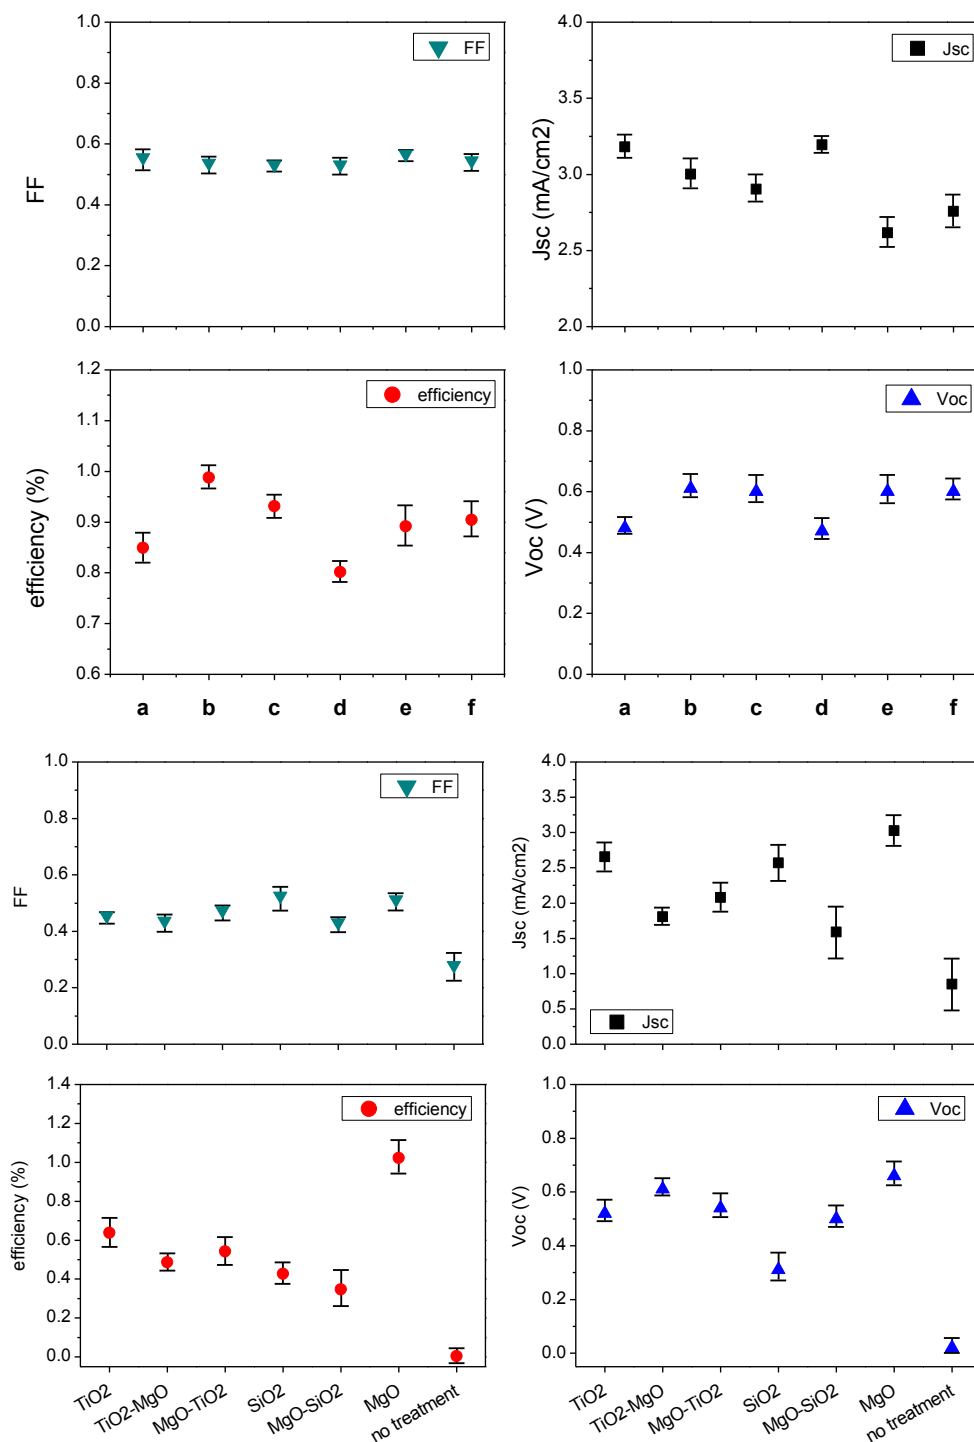 1.0
0.8
0.6
0.4
0.2
0.0
FF
FF
4.0
3.5
3.0
2.5
2.0
Jsc (mA/cm2)
Jsc
1.2
1.1
1.0
0.9
0.8
0.7
0.6
efficiency (%)
efficiency
a b c d e f
1.0
0.8
0.6
0.4
0.2
0.0
Voc (V)
Voc
a b c d e f
1.0
0.8
0.6
0.4
0.2
0.0
FF
FF
4.0
3.5
3.0
2.5
2.0
1.5
1.0
0.5
0.0
Jsc (mA/cm2)
Jsc
1.4
1.2
1.0
0.8
0.6
0.4
0.2
0.0
efficiency (%)
efficiency
TiO2
TiO2-MgO
MgO-TiO2
SiO2
MgO-SiO2
MgO
no treatment
1.0
0.8
0.6
0.4
0.2
0.0
Voc (V)
Voc
TiO2
TiO2-MgO
MgO-TiO2
SiO2
MgO-SiO2
MgO
no treatment